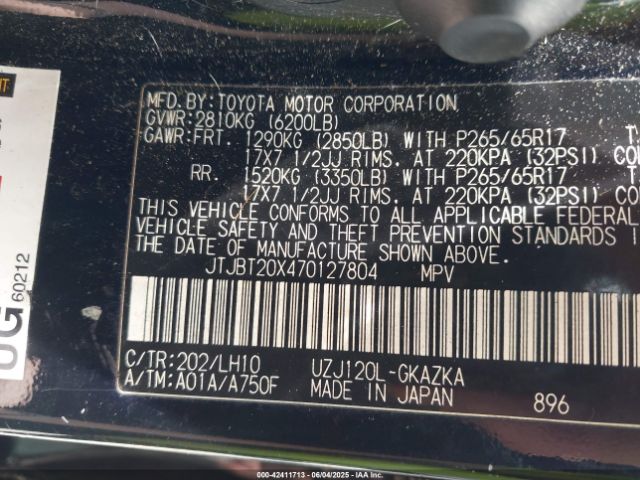 MFD. BY: TOYOTA MOTOR CORPORATION
GVWR: 2810KG (6200LB)
GAWR: FRT. 1290KG (2850LB) WITH P265/65R17
17X7 1/2JJ RIMS. AT 220KPA (32PSI)
RR. 1520KG (3350LB) WITH P265/65R17
17X7 1/2JJ RIMS. AT 220KPA (32PSI)
THIS VEHICLE CONFORMS TO ALL APPLICABLE FEDERAL
VEHICLE SAFETY AND THEFT PREVENTION STANDARDS
THE DATE OF MANUFACTURE SHOWN ABOVE.
JTJBT20X470127804 MPV
C/TR: 202/LH10 UZJ120L-GKAZKA
A/TM: A01A/A750F MADE IN JAPAN 896
UG
60212
000-42411713 - 06/04/2025 - IAA Inc.